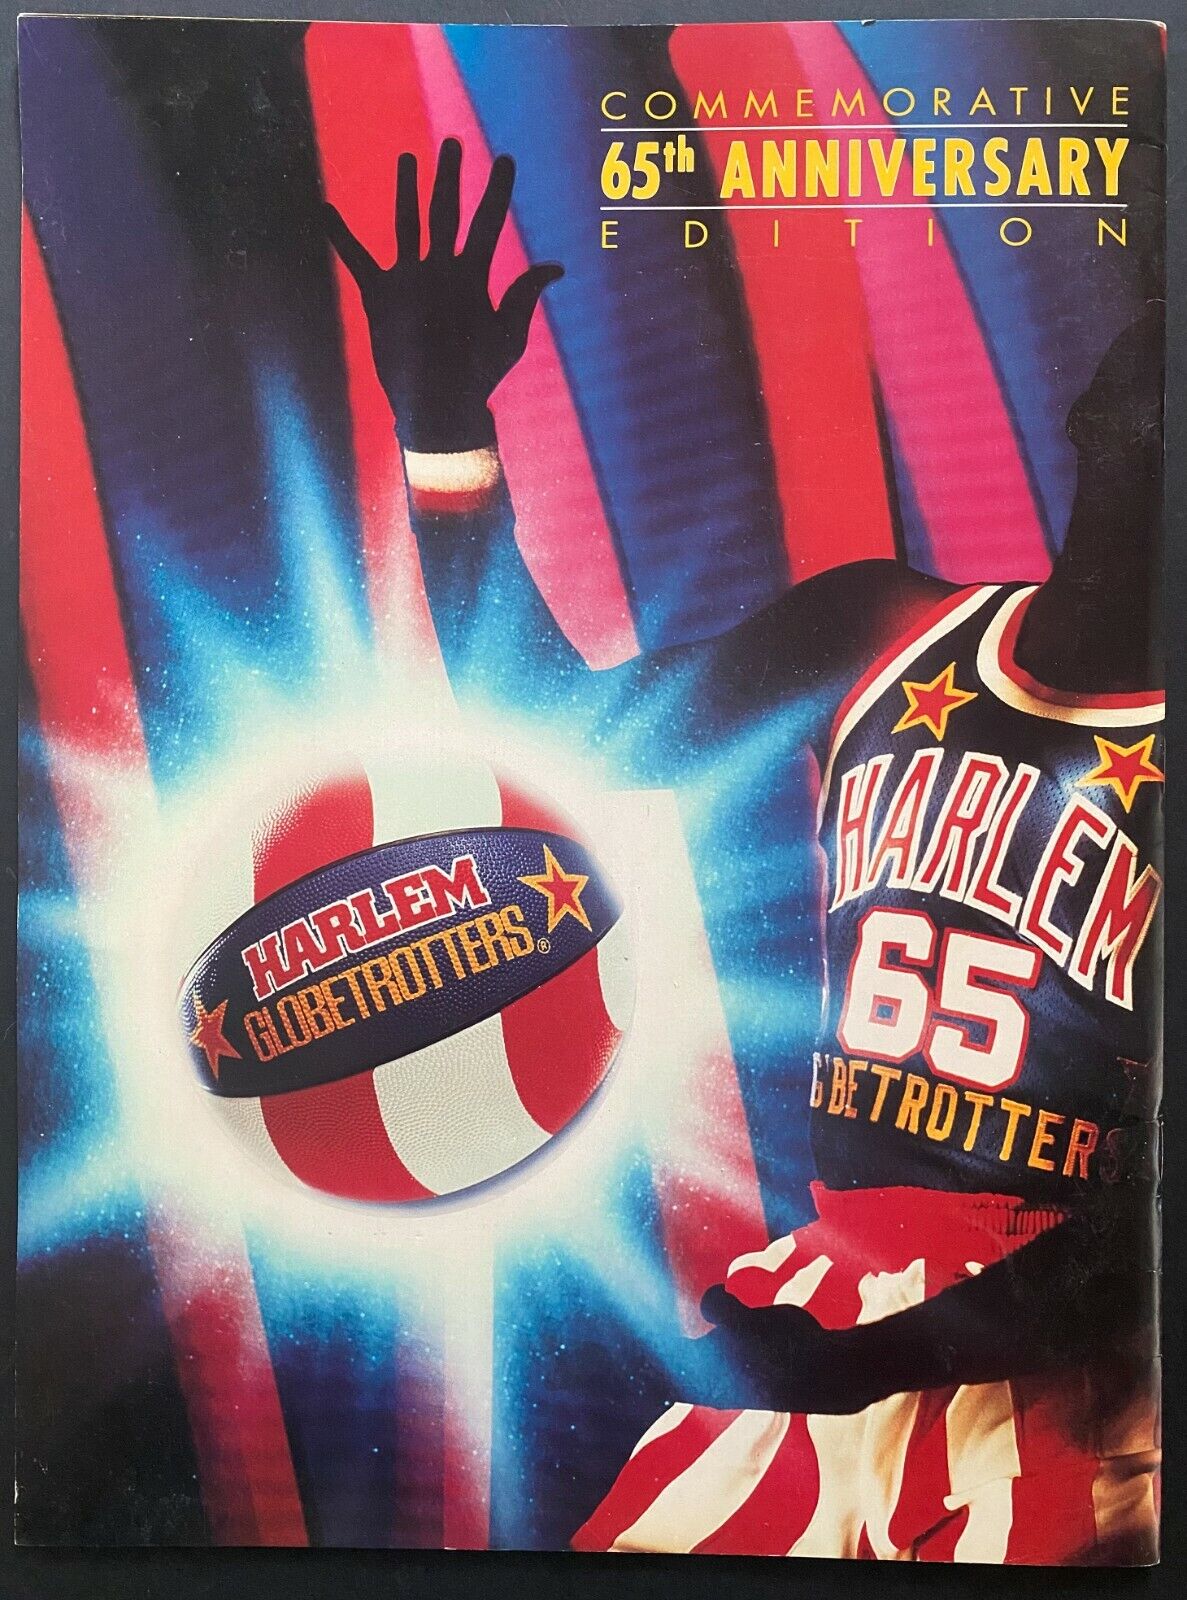 COMMEMORATIVE
65th ANNIVERSARY
EDITION
HARLEM
GLOBETROTTERS®
HARLEM
65
G'BETROTTERS